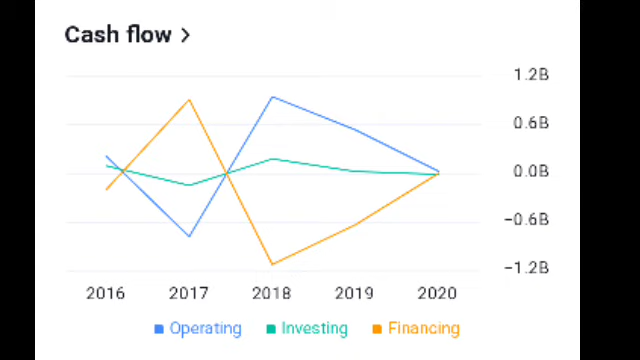 Cash flow >
1.2B
0.6B
0.0B
−0.6B
−1.2B
2016 2017 2018 2019 2020
Operating Investing Financing